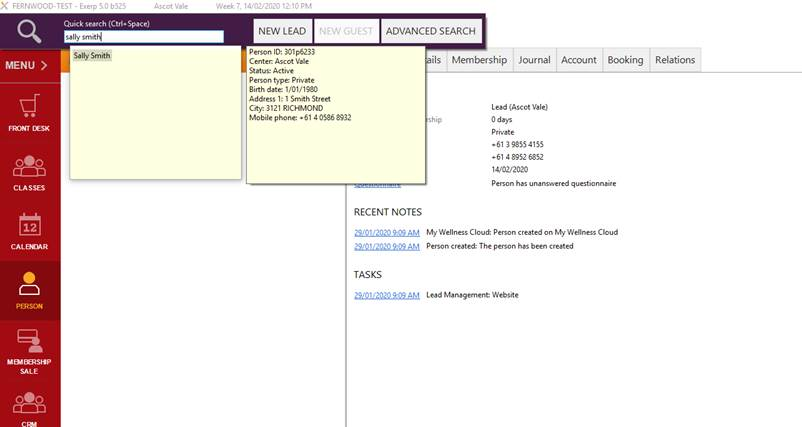 FERNWOOD-TEST - Exerp 5.0 b525 Ascot Vale Week 7, 14/02/2020 12:10 PM
Quick search (Ctrl+Space)
sally smith
NEW LEAD
NEW GUEST
ADVANCED SEARCH
Sally Smith
Person ID: 301p6233
Center: Ascot Vale
Status: Active
Person type: Private
Birth date: 1/01/1980
Address 1: 1 Smith Street
City: 3121 RICHMOND
Mobile phone: +61 4 0586 8932
MENU
FRONT DESK
CLASSES
CALENDAR
12
PERSON
MEMBERSHIP
SALE
CRM
ails Membership Journal Account Booking Relations
Lead (Ascot Vale)
ership 0 days
Private
+61 3 9855 4155
+61 4 8952 6852
14/02/2020
Questionnaire Person has unanswered questionnaire
RECENT NOTES
29/01/2020 9:09 AM My Wellness Cloud: Person created on My Wellness Cloud
29/01/2020 9:09 AM Person created: The person has been created
TASKS
29/01/2020 9:09 AM Lead Management: Website